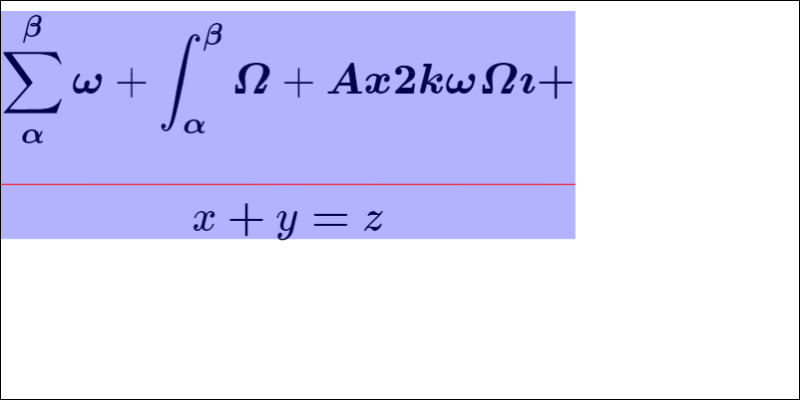 ∑_α^β ω + ∫_α^β Ω + Ax2kωΩı+
x + y = z